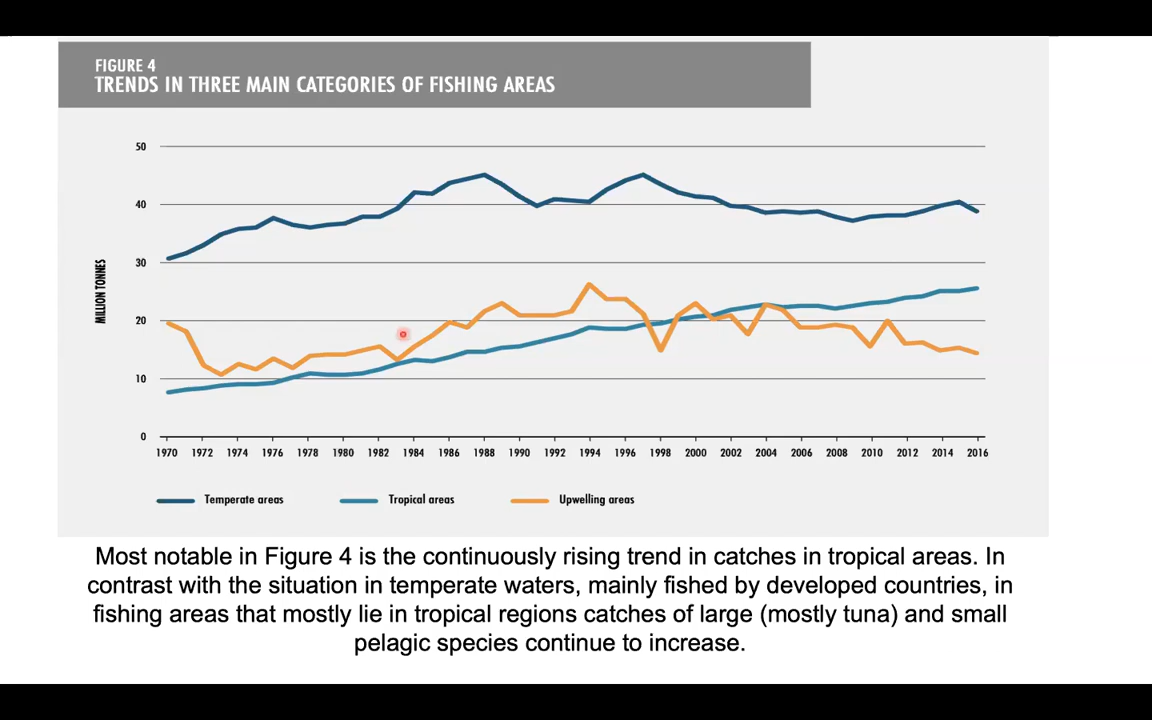 FIGURE 4
TRENDS IN THREE MAIN CATEGORIES OF FISHING AREAS
50
40
30
20
10
0
MILLION TONNES
1970 1972 1974 1976 1978 1980 1982 1984 1986 1988 1990 1992 1994 1996 1998 2000 2002 2004 2006 2008 2010 2012 2014 2016
Temperate areas Tropical areas Upwelling areas
Most notable in Figure 4 is the continuously rising trend in catches in tropical areas. In
contrast with the situation in temperate waters, mainly fished by developed countries, in
fishing areas that mostly lie in tropical regions catches of large (mostly tuna) and small
pelagic species continue to increase.